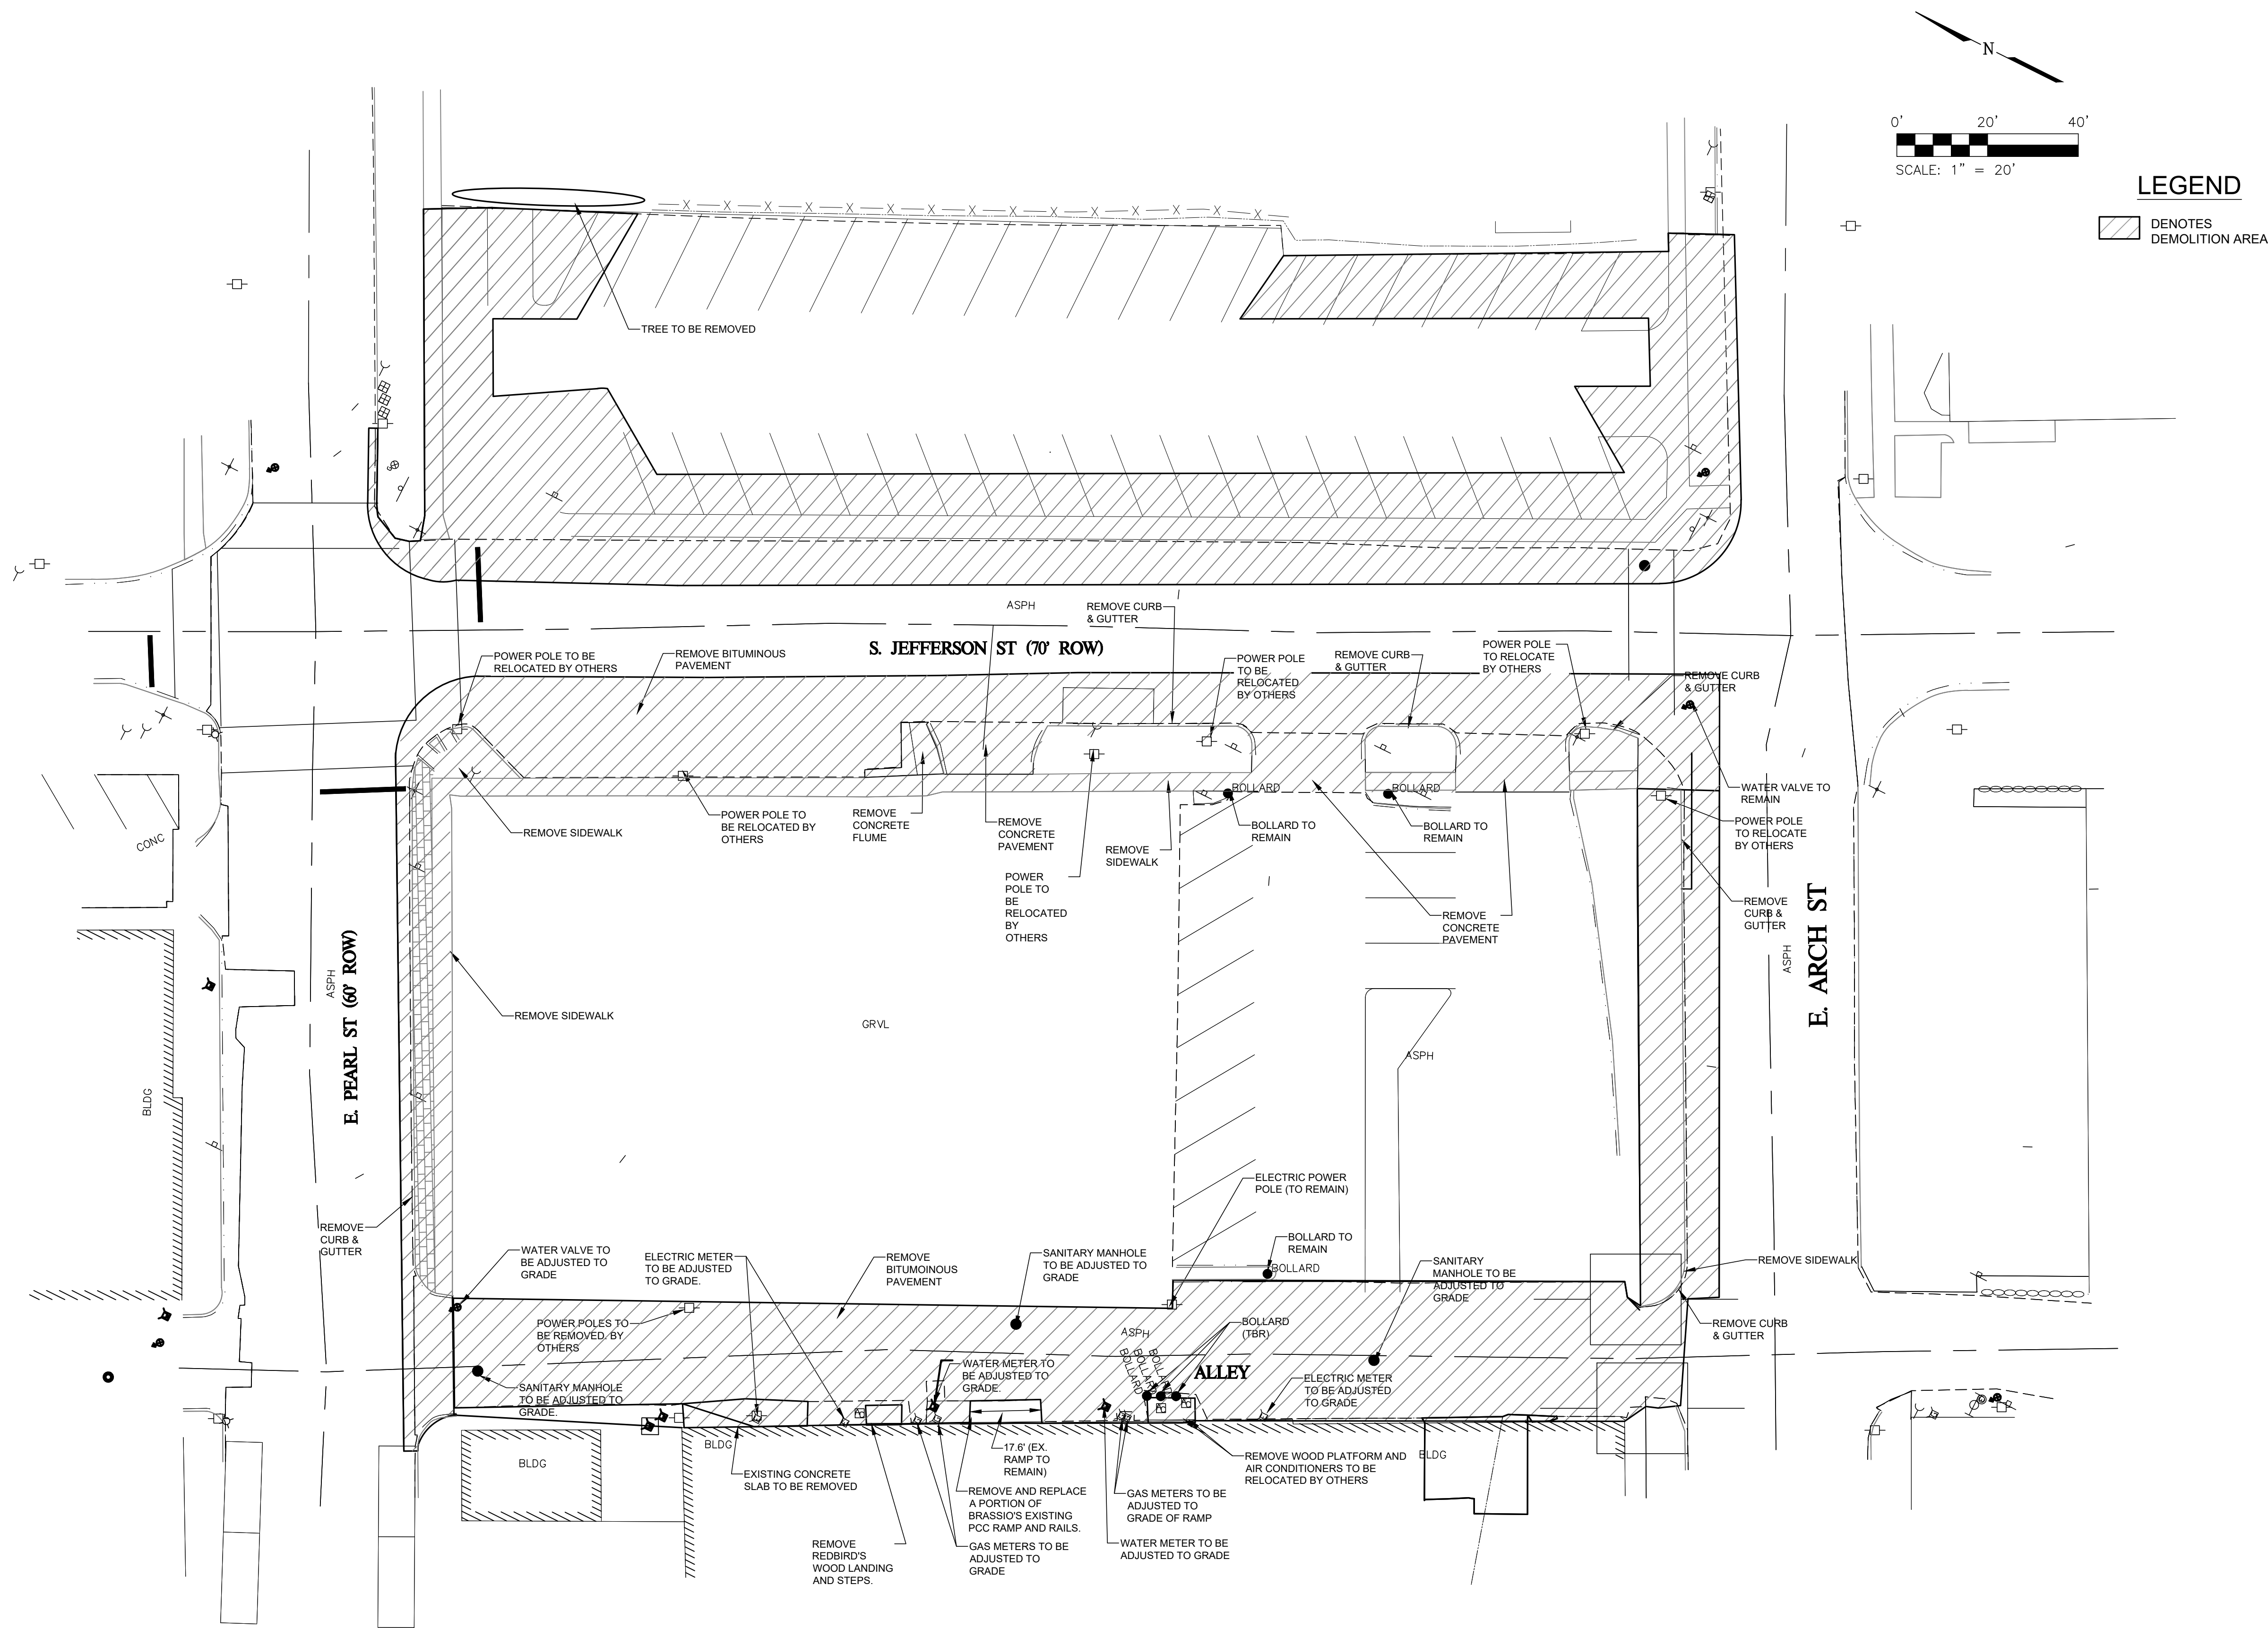 N
0' 20' 40'
SCALE: 1" = 20'
LEGEND
DENOTES
DEMOLITION AREA
TREE TO BE REMOVED
ASPH
REMOVE CURB
& GUTTER
S. JEFFERSON ST (70' ROW)
POWER POLE TO BE
RELOCATED BY OTHERS
REMOVE BITUMINOUS
PAVEMENT
POWER POLE
TO BE
RELOCATED
BY OTHERS
REMOVE CURB
& GUTTER
POWER POLE
TO RELOCATE
BY OTHERS
REMOVE CURB
& GUTTER
BOLLARD
BOLLARD
WATER VALVE TO
REMAIN
REMOVE SIDEWALK
POWER POLE TO
BE RELOCATED BY
OTHERS
REMOVE
CONCRETE
FLUME
REMOVE
CONCRETE
PAVEMENT
REMOVE
SIDEWALK
BOLLARD TO
REMAIN
BOLLARD TO
REMAIN
POWER POLE
TO RELOCATE
BY OTHERS
CONC
POWER
POLE TO
BE
RELOCATED
BY
OTHERS
REMOVE
CONCRETE
PAVEMENT
REMOVE
CURB &
GUTTER
E. ARCH ST
ASPH
E. PEARL ST (60' ROW)
ASPH
REMOVE SIDEWALK
GRVL
ASPH
BLDG
ELECTRIC POWER
POLE (TO REMAIN)
REMOVE
CURB &
GUTTER
WATER VALVE TO
BE ADJUSTED TO
GRADE
ELECTRIC METER
TO BE ADJUSTED
TO GRADE.
REMOVE
BITUMOINOUS
PAVEMENT
SANITARY MANHOLE
TO BE ADJUSTED TO
GRADE
BOLLARD TO
REMAIN
BOLLARD
SANITARY
MANHOLE TO BE
ADJUSTED TO
GRADE
REMOVE SIDEWALK
POWER POLES TO
BE REMOVED. BY
OTHERS
ASPH
BOLLARD
BOLLARD
BOLLARD
BOLLARD
(TBR)
REMOVE CURB
& GUTTER
ALLEY
WATER METER TO
BE ADJUSTED TO
GRADE.
SANITARY MANHOLE
TO BE ADJUSTED TO
GRADE.
ELECTRIC METER
TO BE ADJUSTED
TO GRADE
BLDG
BLDG
BLDG
EXISTING CONCRETE
SLAB TO BE REMOVED
17.6' (EX.
RAMP TO
REMAIN)
REMOVE WOOD PLATFORM AND
AIR CONDITIONERS TO BE
RELOCATED BY OTHERS
REMOVE AND REPLACE
A PORTION OF
BRASSIO'S EXISTING
PCC RAMP AND RAILS.
GAS METERS TO BE
ADJUSTED TO
GRADE OF RAMP
REMOVE
REDBIRD'S
WOOD LANDING
AND STEPS.
GAS METERS TO BE
ADJUSTED TO
GRADE
WATER METER TO BE
ADJUSTED TO GRADE